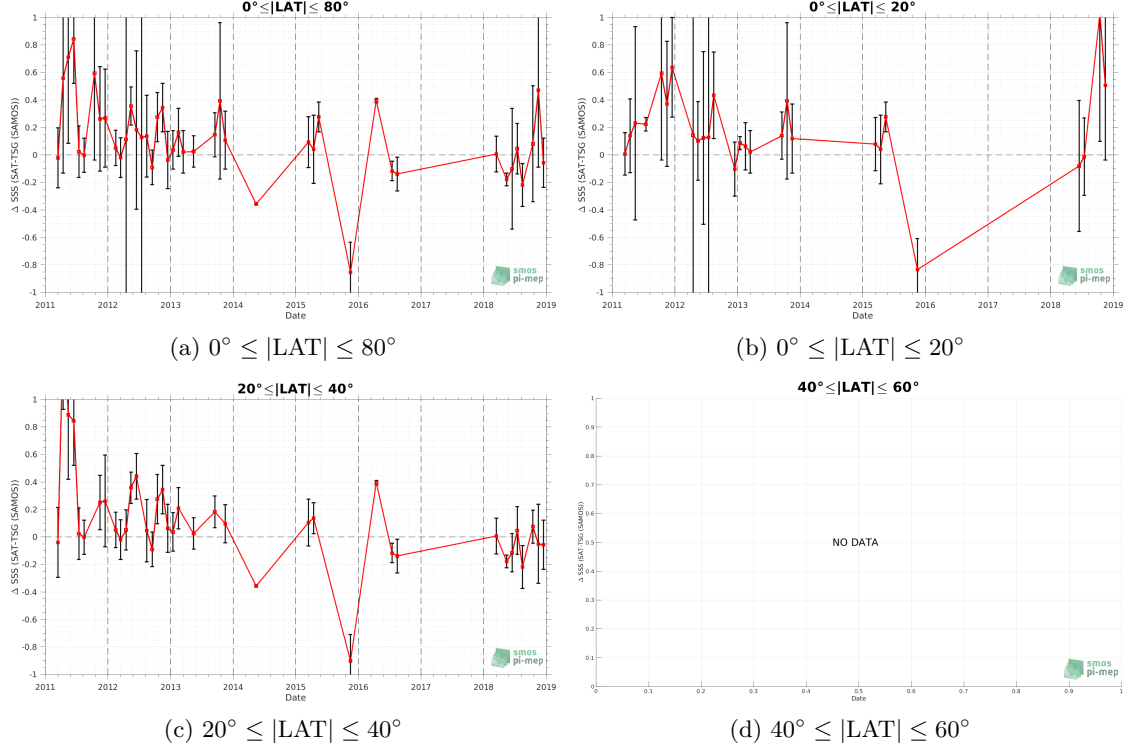 0°≤|LAT|≤ 80°
1
0.8
0.6
0.4
0.2
0
-0.2
-0.4
-0.6
-0.8
-1
Δ SSS (SAT-TSG (SAMOS))
2011 2012 2013 2014 2015 2016 2017 2018 2019
Date
smos
pi-mep
(a) 0° ≤ |LAT| ≤ 80°
0°≤|LAT|≤ 20°
1
0.8
0.6
0.4
0.2
0
-0.2
-0.4
-0.6
-0.8
-1
Δ SSS (SAT-TSG (SAMOS))
2011 2012 2013 2014 2015 2016 2017 2018 2019
Date
smos
pi-mep
(b) 0° ≤ |LAT| ≤ 20°
20°≤|LAT|≤ 40°
1
0.8
0.6
0.4
0.2
0
-0.2
-0.4
-0.6
-0.8
-1
Δ SSS (SAT-TSG (SAMOS))
2011 2012 2013 2014 2015 2016 2017 2018 2019
Date
smos
pi-mep
(c) 20° ≤ |LAT| ≤ 40°
40°≤|LAT|≤ 60°
1
0.9
0.8
0.7
0.6
0.5
0.4
0.3
0.2
0.1
0
Δ SSS (SAT-TSG (SAMOS))
NO DATA
0 0.1 0.2 0.3 0.4 0.5 0.6 0.7 0.8 0.9 1
Date
smos
pi-mep
(d) 40° ≤ |LAT| ≤ 60°